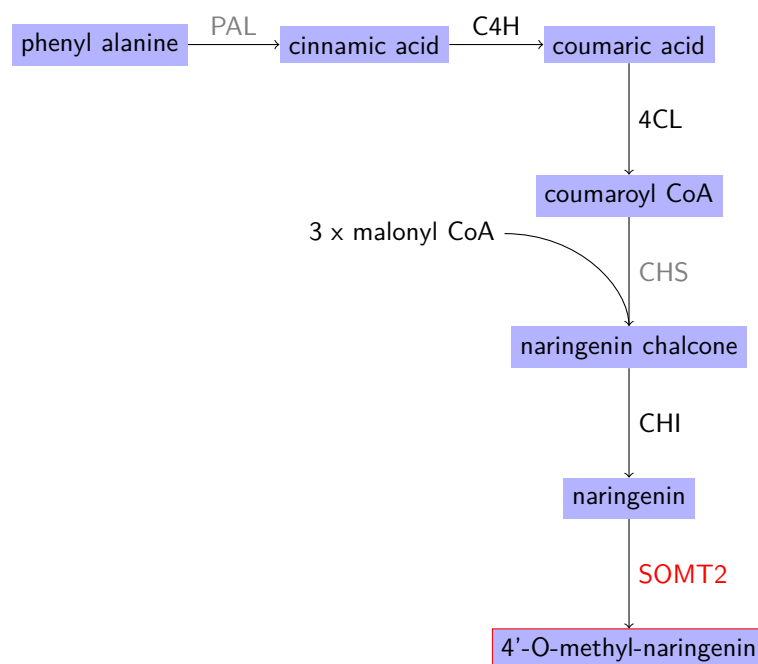 phenyl alanine
PAL
cinnamic acid
C4H
coumaric acid
4CL
coumaroyl CoA
3 x malonyl CoA
CHS
naringenin chalcone
CHI
naringenin
SOMT2
4'-O-methyl-naringenin